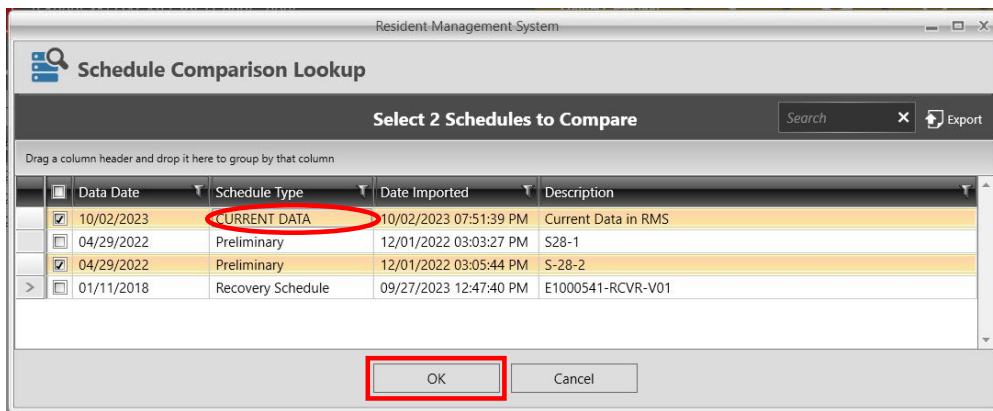 Resident Management System
Schedule Comparison Lookup
Select 2 Schedules to Compare
Search
Export
Drag a column header and drop it here to group by that column
Data Date Schedule Type Date Imported Description
10/02/2023 CURRENT DATA 10/02/2023 07:51:39 PM Current Data in RMS
04/29/2022 Preliminary 12/01/2022 03:03:27 PM S28-1
04/29/2022 Preliminary 12/01/2022 03:05:44 PM S-28-2
01/11/2018 Recovery Schedule 09/27/2023 12:47:40 PM E1000541-RCVR-V01
OK Cancel